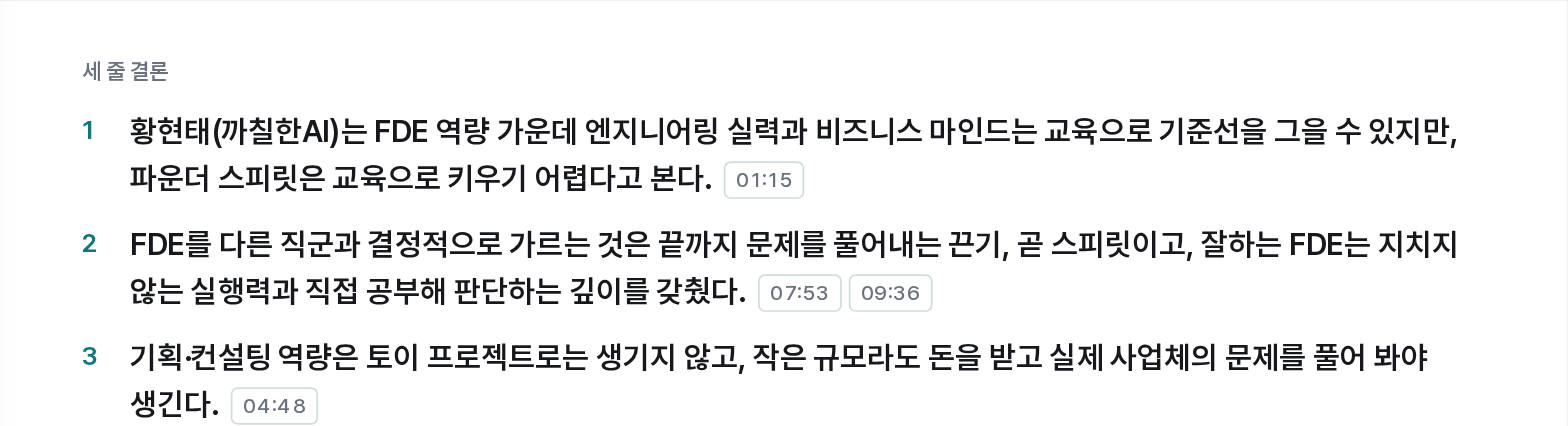 세 줄 결론
1 황현태(까칠한AI)는 FDE 역량 가운데 엔지니어링 실력과 비즈니스 마인드는 교육으로 기준선을 그을 수 있지만,
파운더 스피릿은 교육으로 키우기 어렵다고 본다. 01:15
2 FDE를 다른 직군과 결정적으로 가르는 것은 끝까지 문제를 풀어내는 끈기, 곧 스피릿이고, 잘하는 FDE는 지치지
않는 실행력과 직접 공부해 판단하는 깊이를 갖췄다. 07:53 09:36
3 기획·컨설팅 역량은 토이 프로젝트로는 생기지 않고, 작은 규모라도 돈을 받고 실제 사업체의 문제를 풀어 봐야
생긴다. 04:48